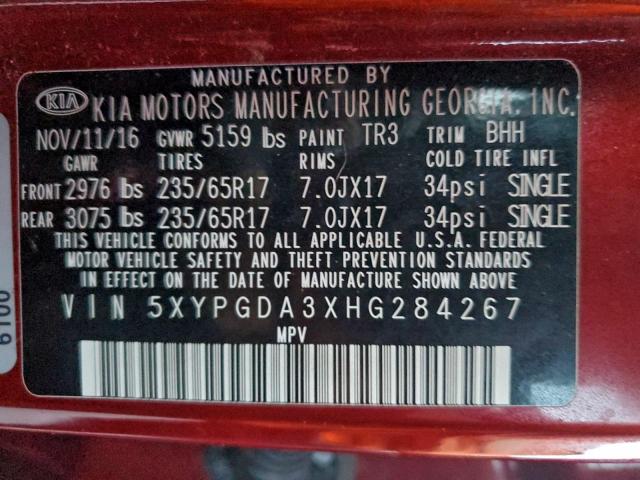 MANUFACTURED BY
KIA KIA MOTORS MANUFACTURING GEORGIA, INC.
NOV/11/16 GVWR 5159 lbs PAINT TR3 TRIM BHH
GAWR TIRES RIMS COLD TIRE INFL
FRONT 2976 lbs 235/65R17 7.0JX17 34psi SINGLE
REAR 3075 lbs 235/65R17 7.0JX17 34psi SINGLE
THIS VEHICLE CONFORMS TO ALL APPLICABLE U.S.A. FEDERAL
MOTOR VEHICLE SAFETY AND THEFT PREVENTION STANDARDS
IN EFFECT ON THE DATE OF MANUFACTURE SHOWN ABOVE.
VIN 5XYPGDA3XHG284267
MPV